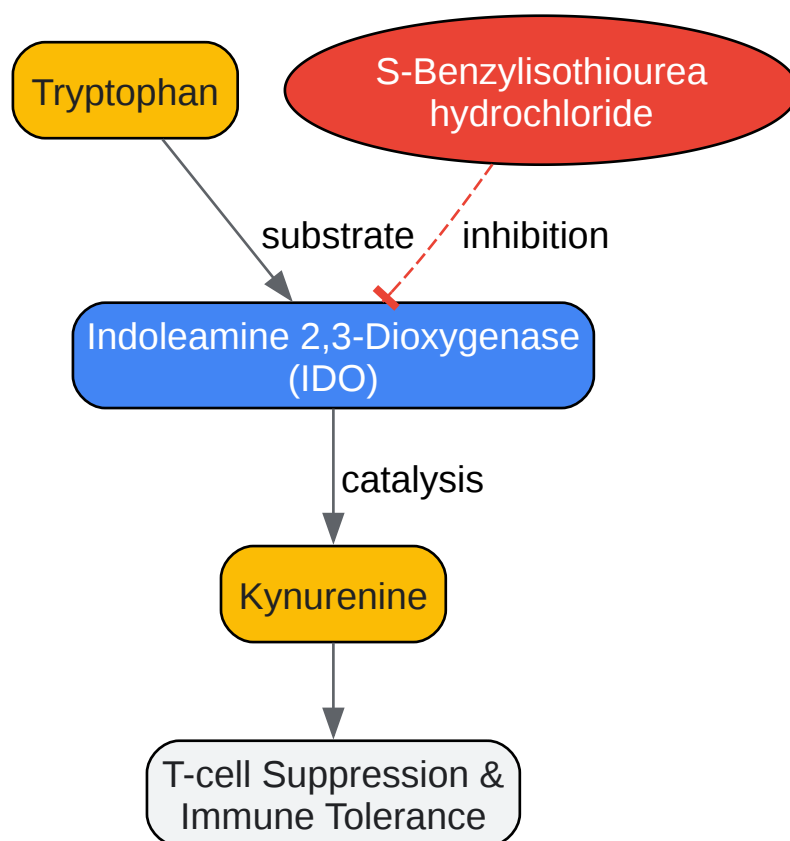 Tryptophan
S-Benzylisothiourea
hydrochloride
substrate
inhibition
Indoleamine 2,3-Dioxygenase
(IDO)
catalysis
Kynurenine
T-cell Suppression &
Immune Tolerance